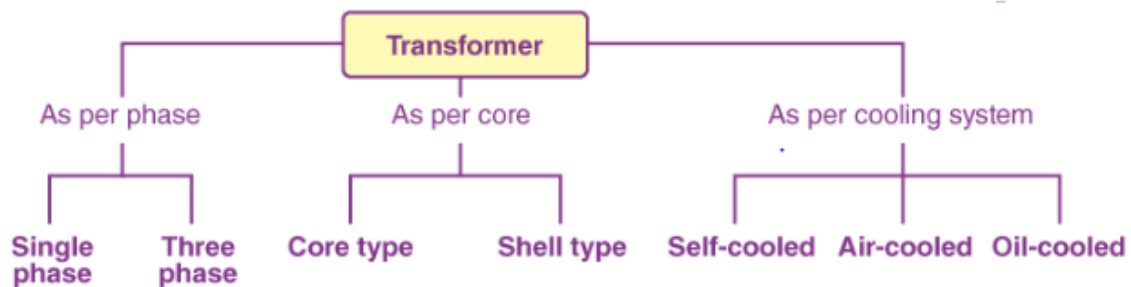 Transformer
As per phase
As per core
As per cooling system
Single phase
Three phase
Core type
Shell type
Self-cooled
Air-cooled
Oil-cooled